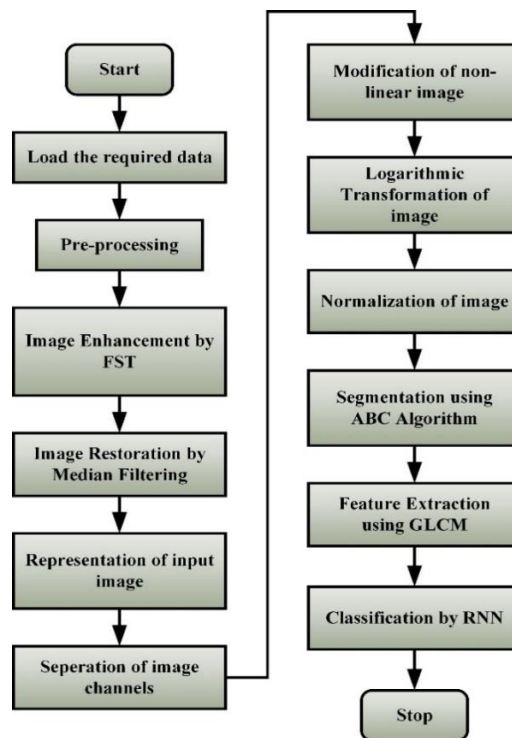 Start
Load the required data
Pre-processing
Image Enhancement by
FST
Image Restoration by
Median Filtering
Representation of input
image
Seperation of image
channels
Modification of non-
linear image
Logarithmic
Transformation of
image
Normalization of image
Segmentation using
ABC Algorithm
Feature Extraction
using GLCM
Classification by RNN
Stop